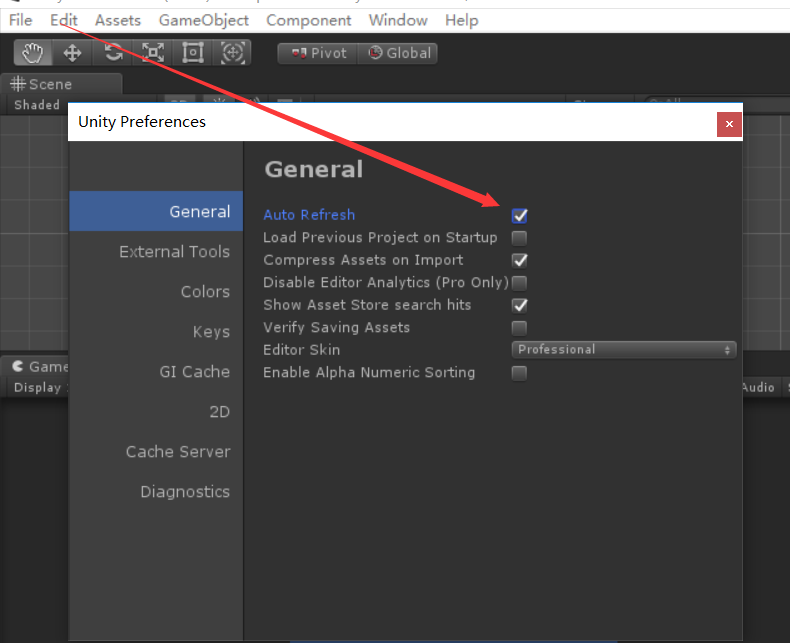 File Edit Assets GameObject Component Window Help
Pivot Global
Scene
Shaded
Unity Preferences
General
General
Auto Refresh
External Tools
Load Previous Project on Startup
Compress Assets on Import
Colors
Disable Editor Analytics (Pro Only)
Show Asset Store search hits
Keys
Verify Saving Assets
Editor Skin Professional
GI Cache
Enable Alpha Numeric Sorting
2D
Cache Server
Diagnostics
Game
Display
Audio